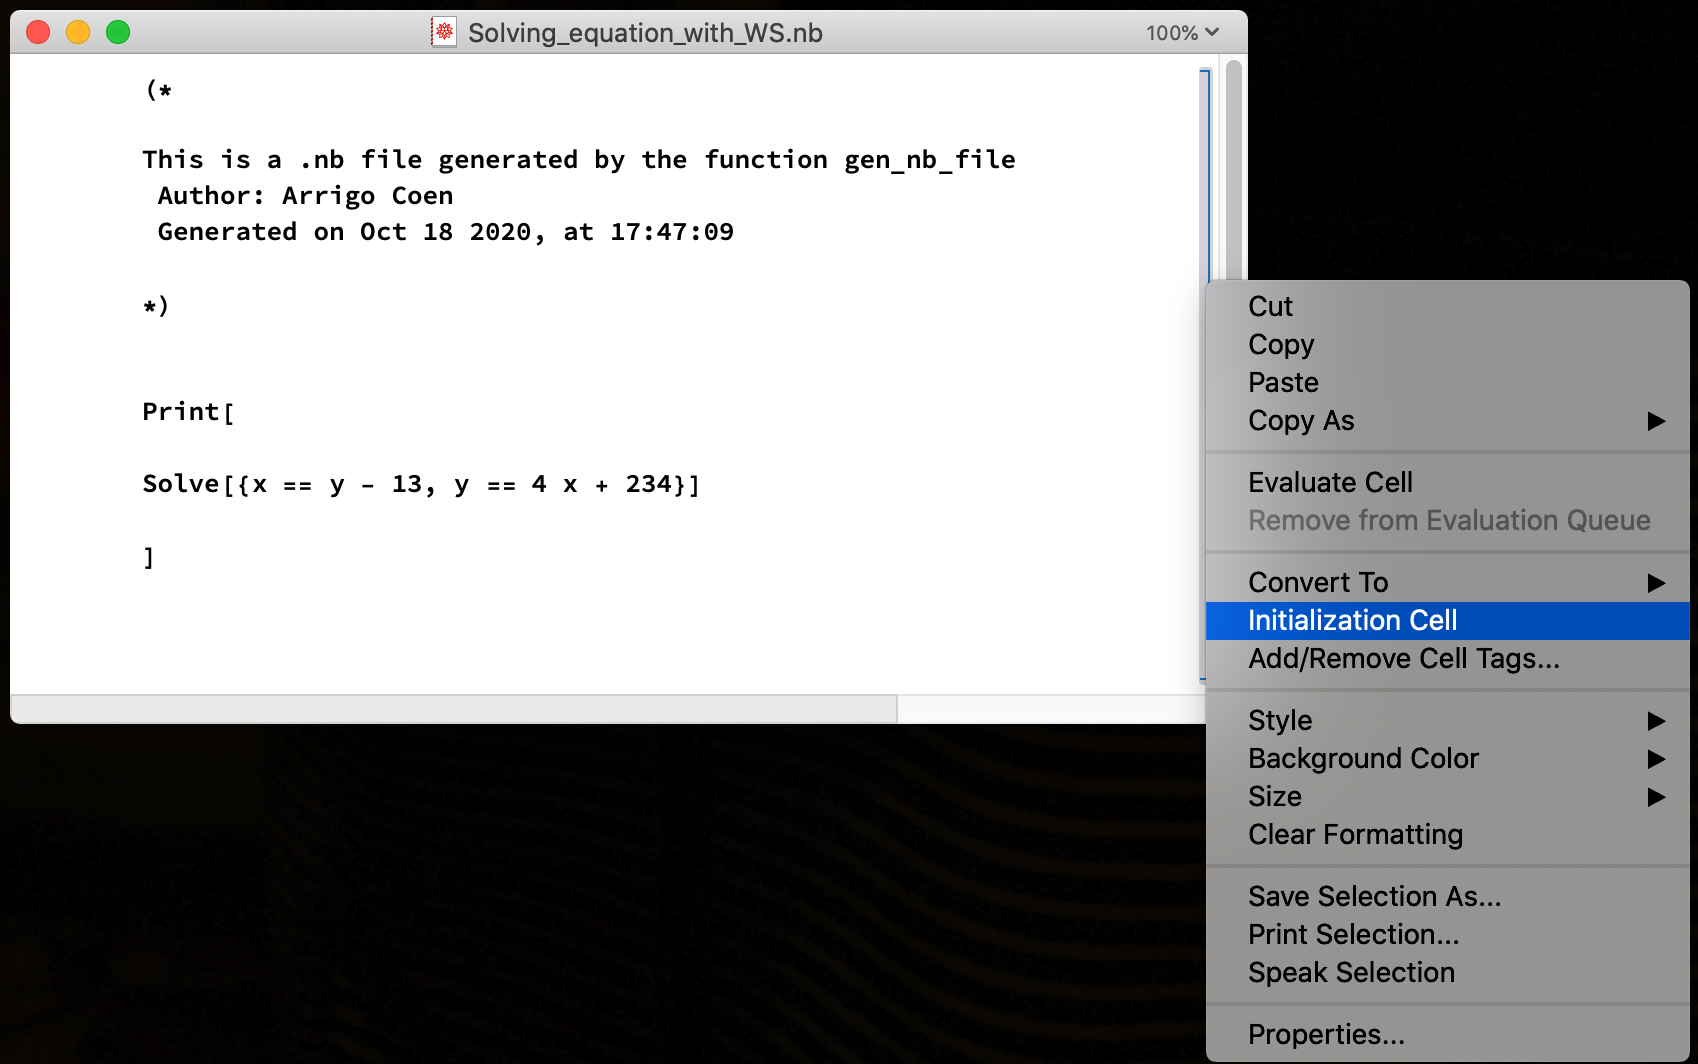 Solving_equation_with_WS.nb
100%
(*
This is a .nb file generated by the function gen_nb_file
Author: Arrigo Coen
Generated on Oct 18 2020, at 17:47:09
*)
Print[
Solve[{x == y - 13, y == 4 x + 234}]
]
Cut
Copy
Paste
Copy As
Evaluate Cell
Remove from Evaluation Queue
Convert To
Initialization Cell
Add/Remove Cell Tags...
Style
Background Color
Size
Clear Formatting
Save Selection As...
Print Selection...
Speak Selection
Properties...